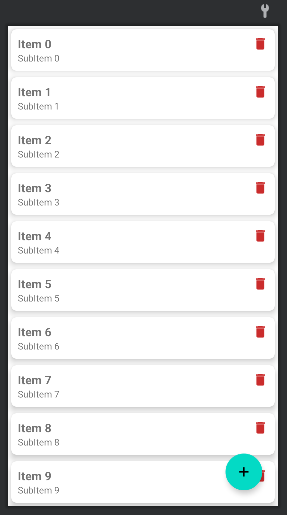 Item 0
SubItem 0
Item 1
SubItem 1
Item 2
SubItem 2
Item 3
SubItem 3
Item 4
SubItem 4
Item 5
SubItem 5
Item 6
SubItem 6
Item 7
SubItem 7
Item 8
SubItem 8
Item 9
SubItem 9